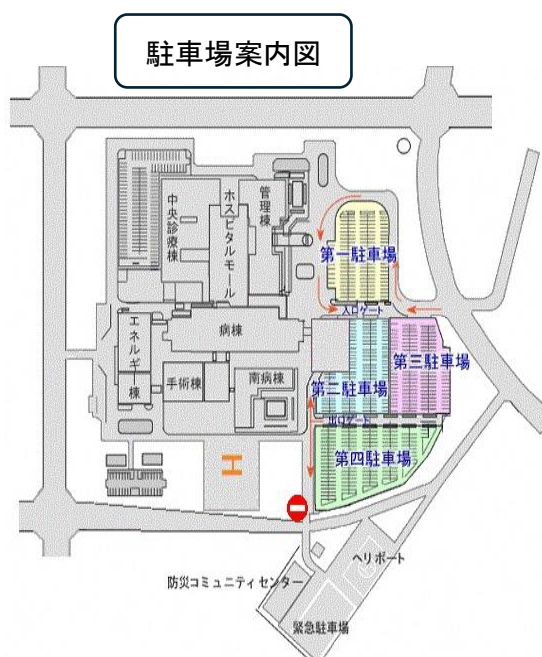 駐車場案内図
中央診療棟
ホスピタルモール
管理棟
第一駐車場
入口ゲート
エネルギー棟
病棟
第三駐車場
手術棟
南病棟
第二駐車場
出口ゲート
第四駐車場
H
ヘリポート
防災コミュニティセンター
緊急駐車場